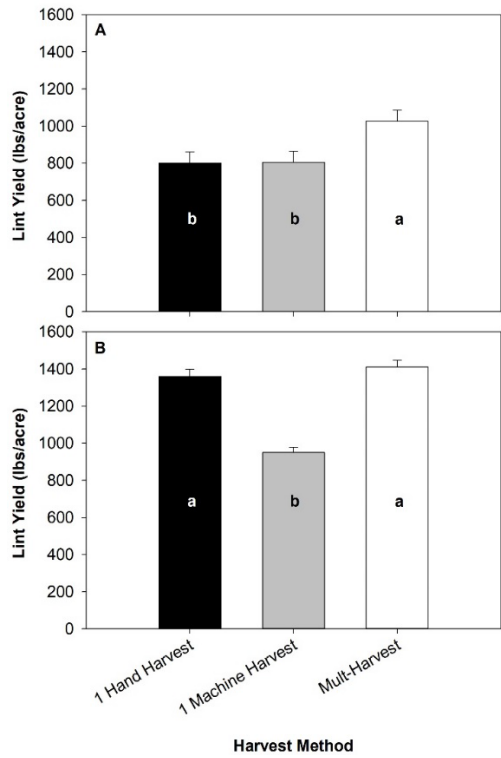 1600
A
1400
1200
1000
800
600
400
200
0
Lint Yield (lbs/acre)
b
b
a
1600
B
1400
1200
1000
800
600
400
200
0
Lint Yield (lbs/acre)
a
b
a
1 Hand Harvest
1 Machine Harvest
Mult-Harvest
Harvest Method